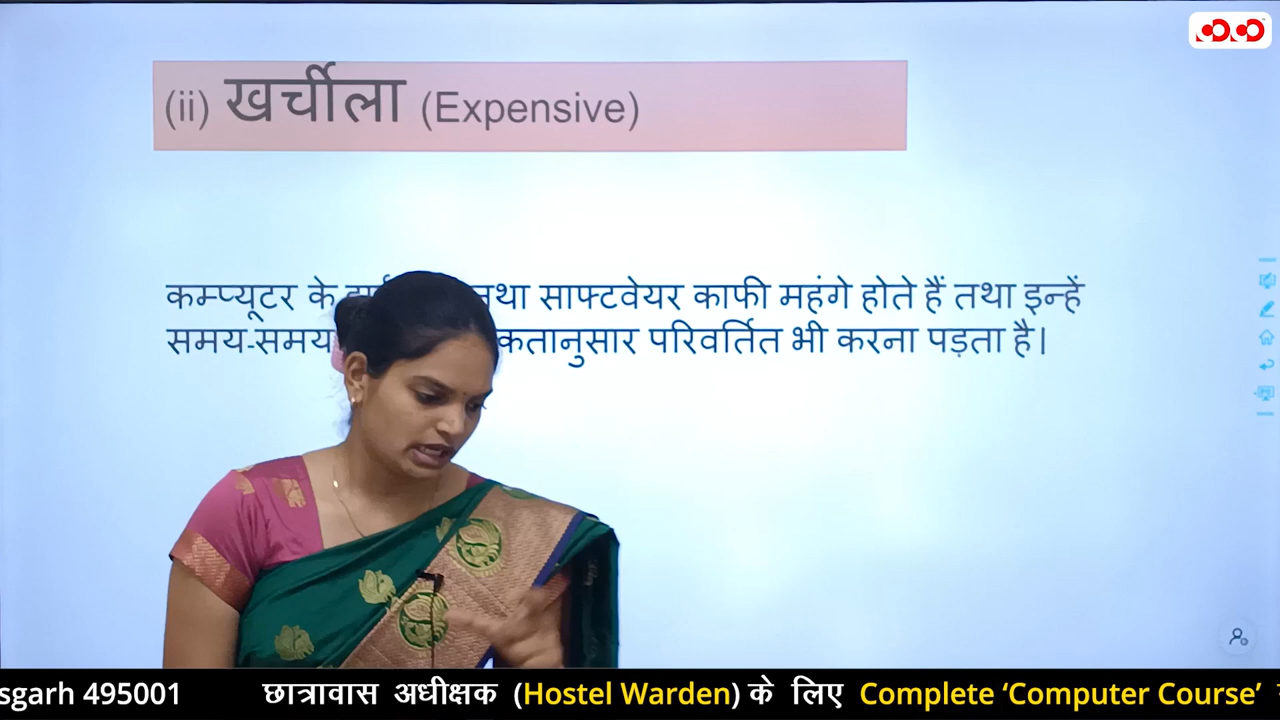 (ii) खर्चीला (Expensive)
कम्प्यूटर के तथा साफ्टवेयर काफी महंगे होते हैं तथा इन्हें
समय-समय कतानुसार परिवर्तित भी करना पड़ता है।
sgarh 495001 छात्रावास अधीक्षक (Hostel Warden) के लिए Complete ‘Computer Course’